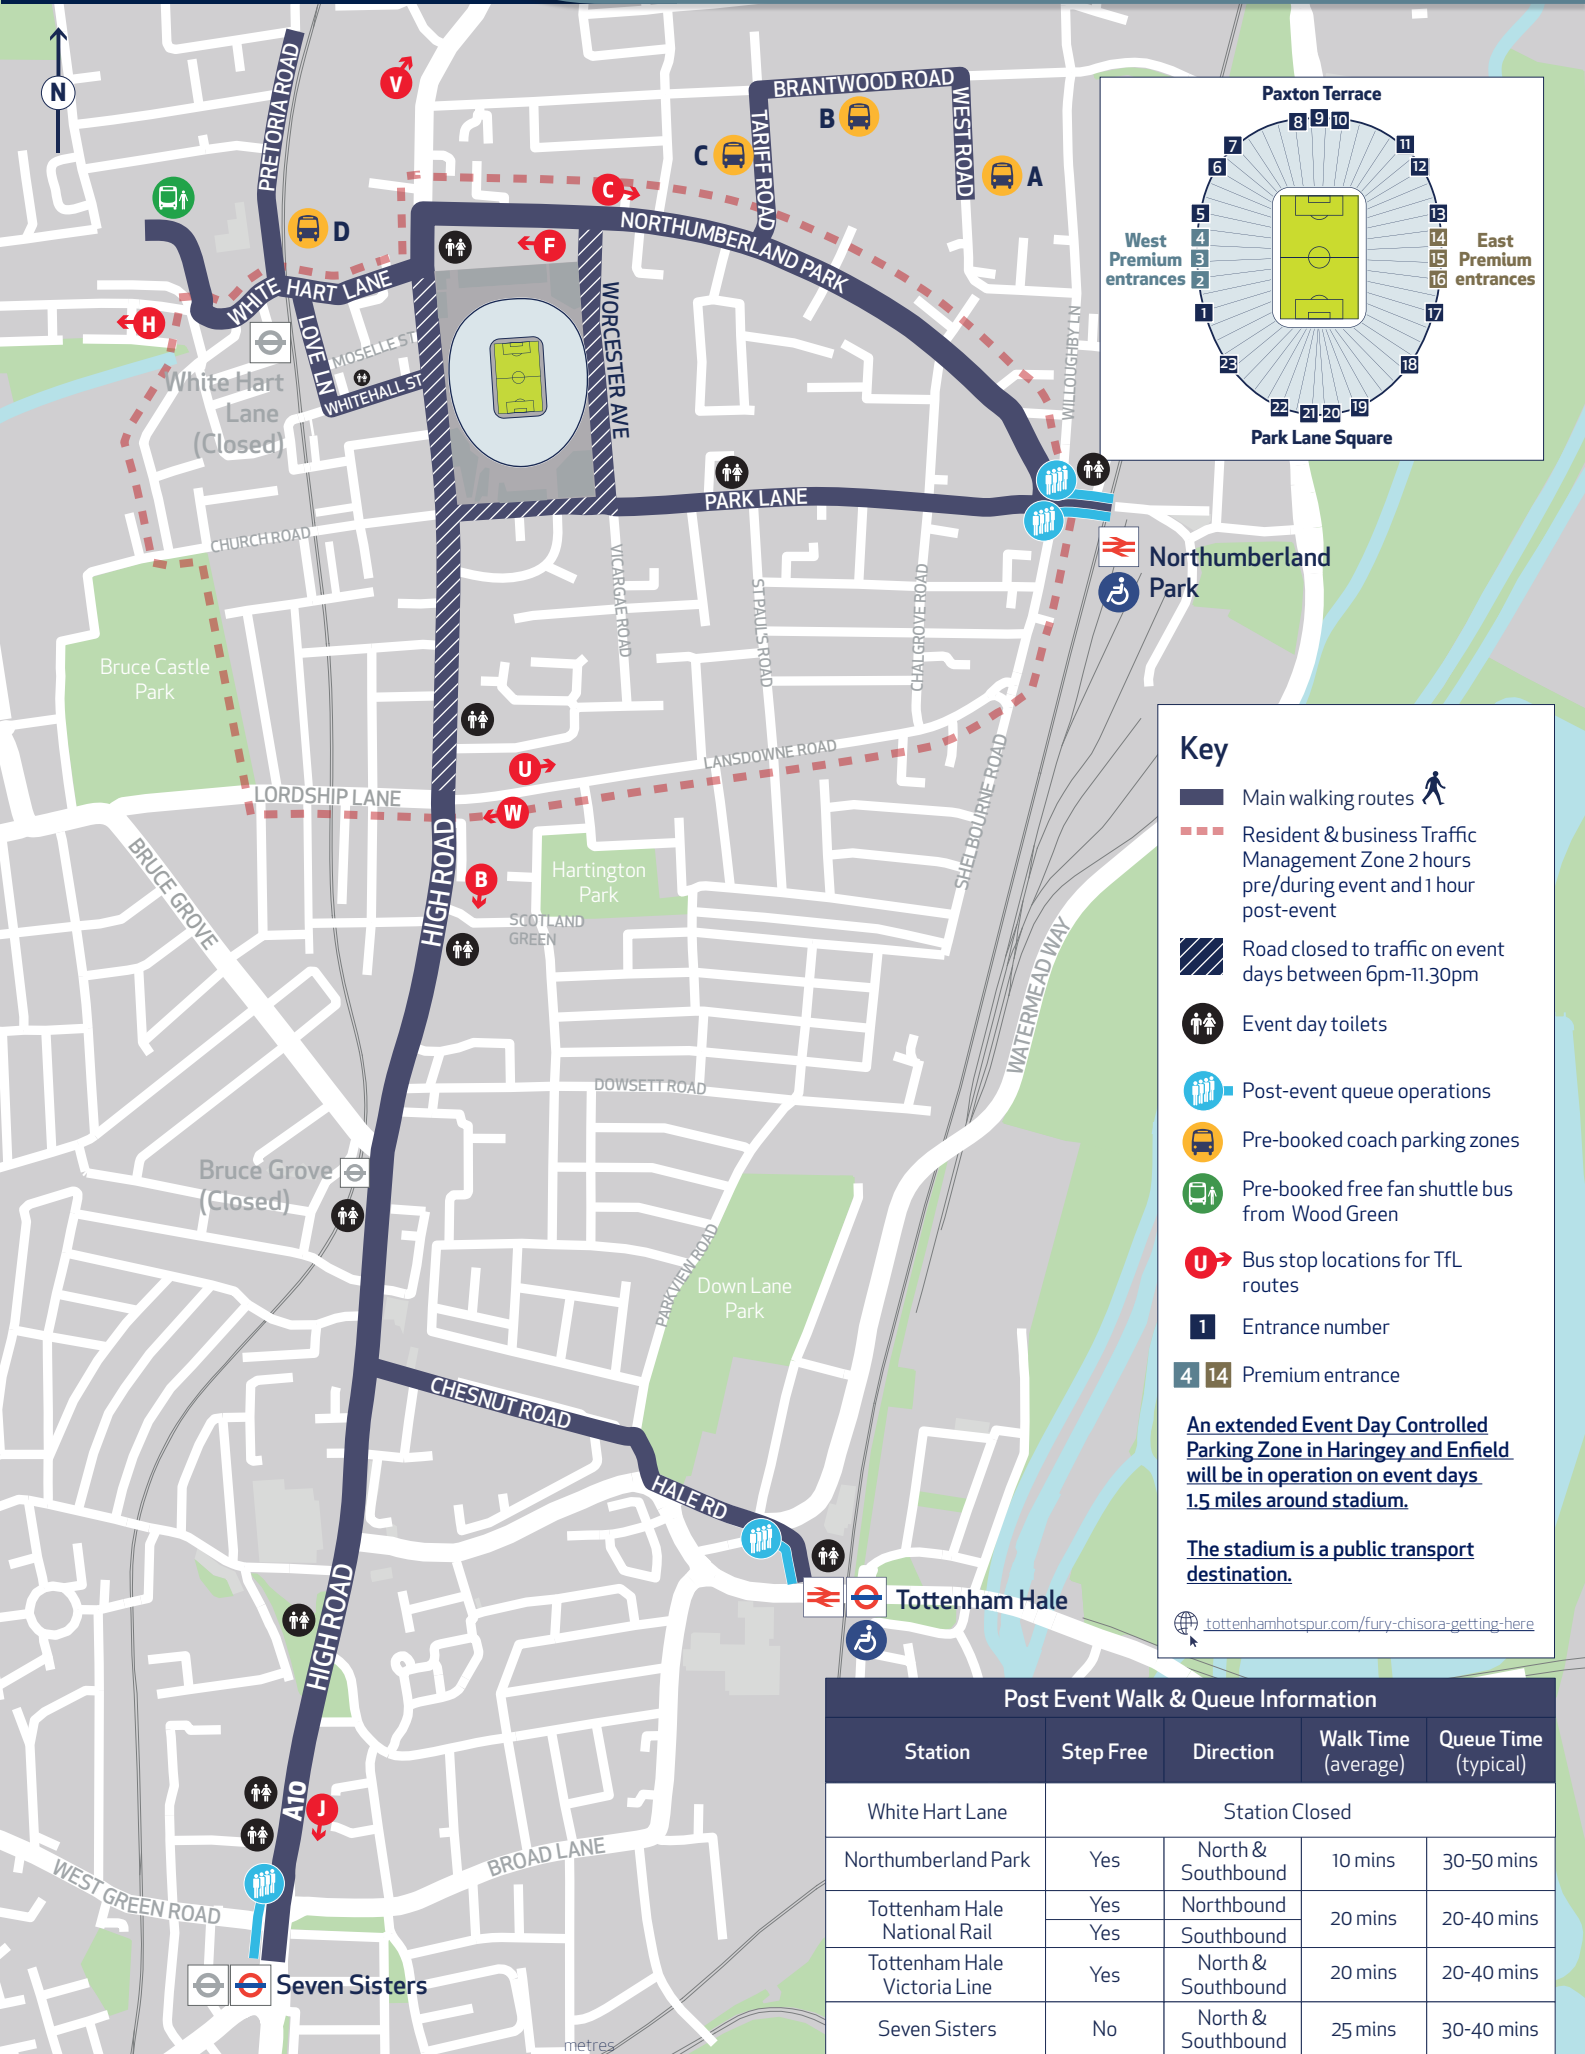 N
PRETORIA ROAD
V
BRANTWOOD ROAD
B
C
TARIFF ROAD
WEST ROAD
A
D
C
F
NORTHUMBERLAND PARK
WHITE HART LANE
H
LOVE LN
MOSELLE ST
WHITEHALL ST
WORCESTER AVE
White Hart
Lane
(Closed)
WILLOUGHBY LN
PARK LANE
CHURCH ROAD
VICARGAE ROAD
ST PAUL'S ROAD
CHALGROVE ROAD
Northumberland
Park
Bruce Castle
Park
U
LANSDOWNE ROAD
LORDSHIP LANE
W
SHELBOURNE ROAD
BRUCE GROVE
HIGH ROAD
B
Hartington
Park
SCOTLAND
GREEN
WATERMEAD WAY
DOWSETT ROAD
Bruce Grove
(Closed)
PARKVIEW ROAD
Down Lane
Park
CHESNUT ROAD
HALE RD
Tottenham Hale
HIGH ROAD
A10
J
BROAD LANE
WEST GREEN ROAD
Seven Sisters
metres
Paxton Terrace
8 9 10
7
11
6
12
5
13
4
14
3
15
2
16
West
Premium
entrances
East
Premium
entrances
1
17
23
18
22
21
20
19
Park Lane Square
Key
Main walking routes
Resident & business Traffic
Management Zone 2 hours
pre/during event and 1 hour
post-event
Road closed to traffic on event
days between 6pm-11.30pm
Event day toilets
Post-event queue operations
Pre-booked coach parking zones
Pre-booked free fan shuttle bus
from Wood Green
U
Bus stop locations for TfL
routes
1
Entrance number
4 14 Premium entrance
An extended Event Day Controlled
Parking Zone in Haringey and Enfield
will be in operation on event days
1.5 miles around stadium.
The stadium is a public transport
destination.
tottenhamhotspur.com/fury-chisora-getting-here
Post Event Walk & Queue Information
Station Step Free Direction Walk Time (average) Queue Time (typical)
White Hart Lane Station Closed
Northumberland Park Yes North & Southbound 10 mins 30-50 mins
Tottenham Hale National Rail Yes Northbound Yes Southbound 20 mins 20-40 mins
Tottenham Hale Victoria Line Yes North & Southbound 20 mins 20-40 mins
Seven Sisters No North & Southbound 25 mins 30-40 mins